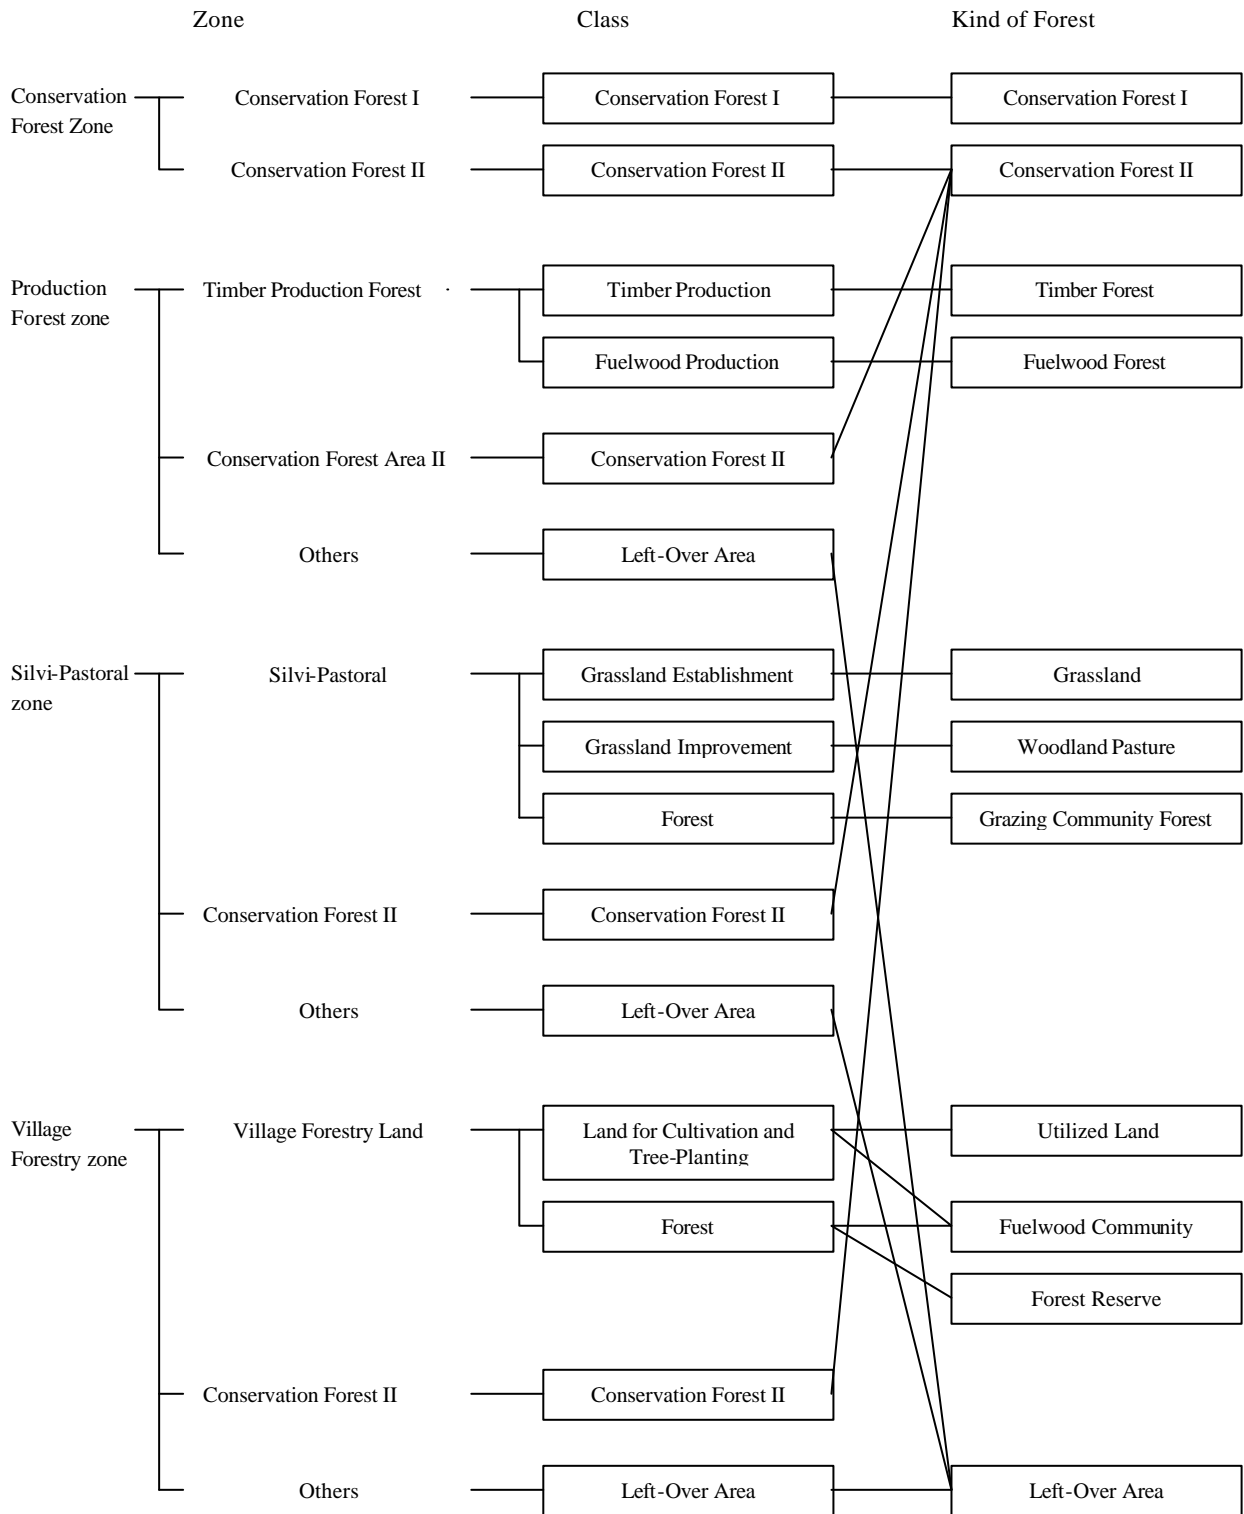 Zone Class Kind of Forest
Conservation Forest I Conservation Forest I Conservation Forest I
Conservation
Forest Zone
Conservation Forest II Conservation Forest II Conservation Forest II
Production
Forest zone
Timber Production Forest Timber Production Timber Forest
Fuelwood Production Fuelwood Forest
Conservation Forest Area II Conservation Forest II
Others Left-Over Area
Silvi-Pastoral
zone
Silvi-Pastoral Grassland Establishment Grassland
Grassland Improvement Woodland Pasture
Forest Grazing Community Forest
Conservation Forest II Conservation Forest II
Others Left-Over Area
Village
Forestry zone
Village Forestry Land Land for Cultivation and Utilized Land
Tree-Planting
Forest Fuelwood Community
Forest Reserve
Conservation Forest II Conservation Forest II
Others Left-Over Area Left-Over Area